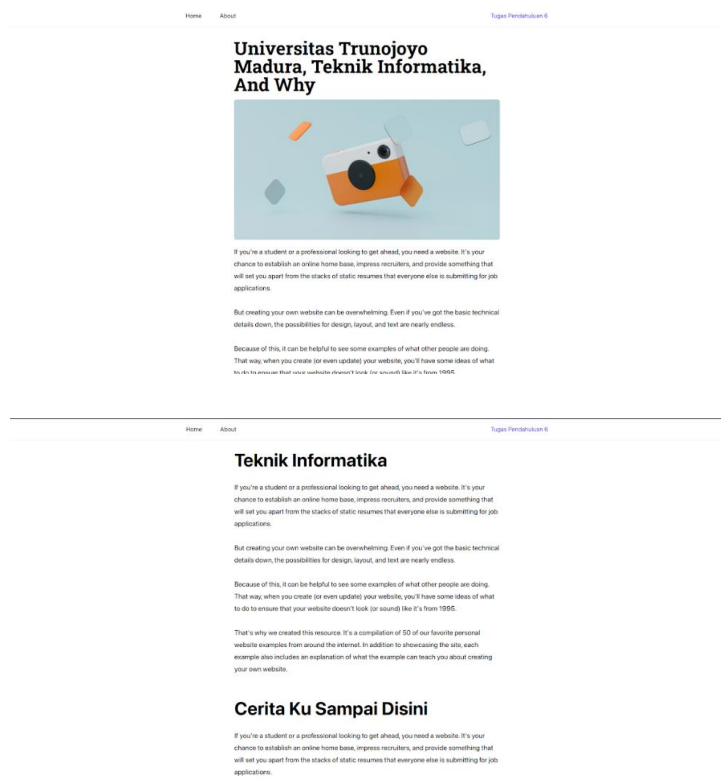 Home About Tugas Pendahuluan 6
Universitas Trunojoyo
Madura, Teknik Informatika,
And Why
If you're a student or a professional looking to get ahead, you need a website. It's your
chance to establish an online home base, impress recruiters, and provide something that
will set you apart from the stacks of static resumes that everyone else is submitting for job
applications.
But creating your own website can be overwhelming. Even if you've got the basic technical
details down, the possibilities for design, layout, and text are nearly endless.
Because of this, it can be helpful to see some examples of what other people are doing.
That way, when you create (or even update) your website, you'll have some ideas of what
to do to ensure that your website doesn't look (or sound) like it's from 1995.
Home About Tugas Pendahuluan 6
Teknik Informatika
If you're a student or a professional looking to get ahead, you need a website. It's your
chance to establish an online home base, impress recruiters, and provide something that
will set you apart from the stacks of static resumes that everyone else is submitting for job
applications.
But creating your own website can be overwhelming. Even if you've got the basic technical
details down, the possibilities for design, layout, and text are nearly endless.
Because of this, it can be helpful to see some examples of what other people are doing.
That way, when you create (or even update) your website, you'll have some ideas of what
to do to ensure that your website doesn't look (or sound) like it's from 1995.
That's why we created this resource. It's a compilation of 50 of our favorite personal
website examples from around the internet. In addition to showcasing the site, each
example also includes an explanation of what the example can teach you about creating
your own website.
Cerita Ku Sampai Disini
If you're a student or a professional looking to get ahead, you need a website. It's your
chance to establish an online home base, impress recruiters, and provide something that
will set you apart from the stacks of static resumes that everyone else is submitting for job
applications.